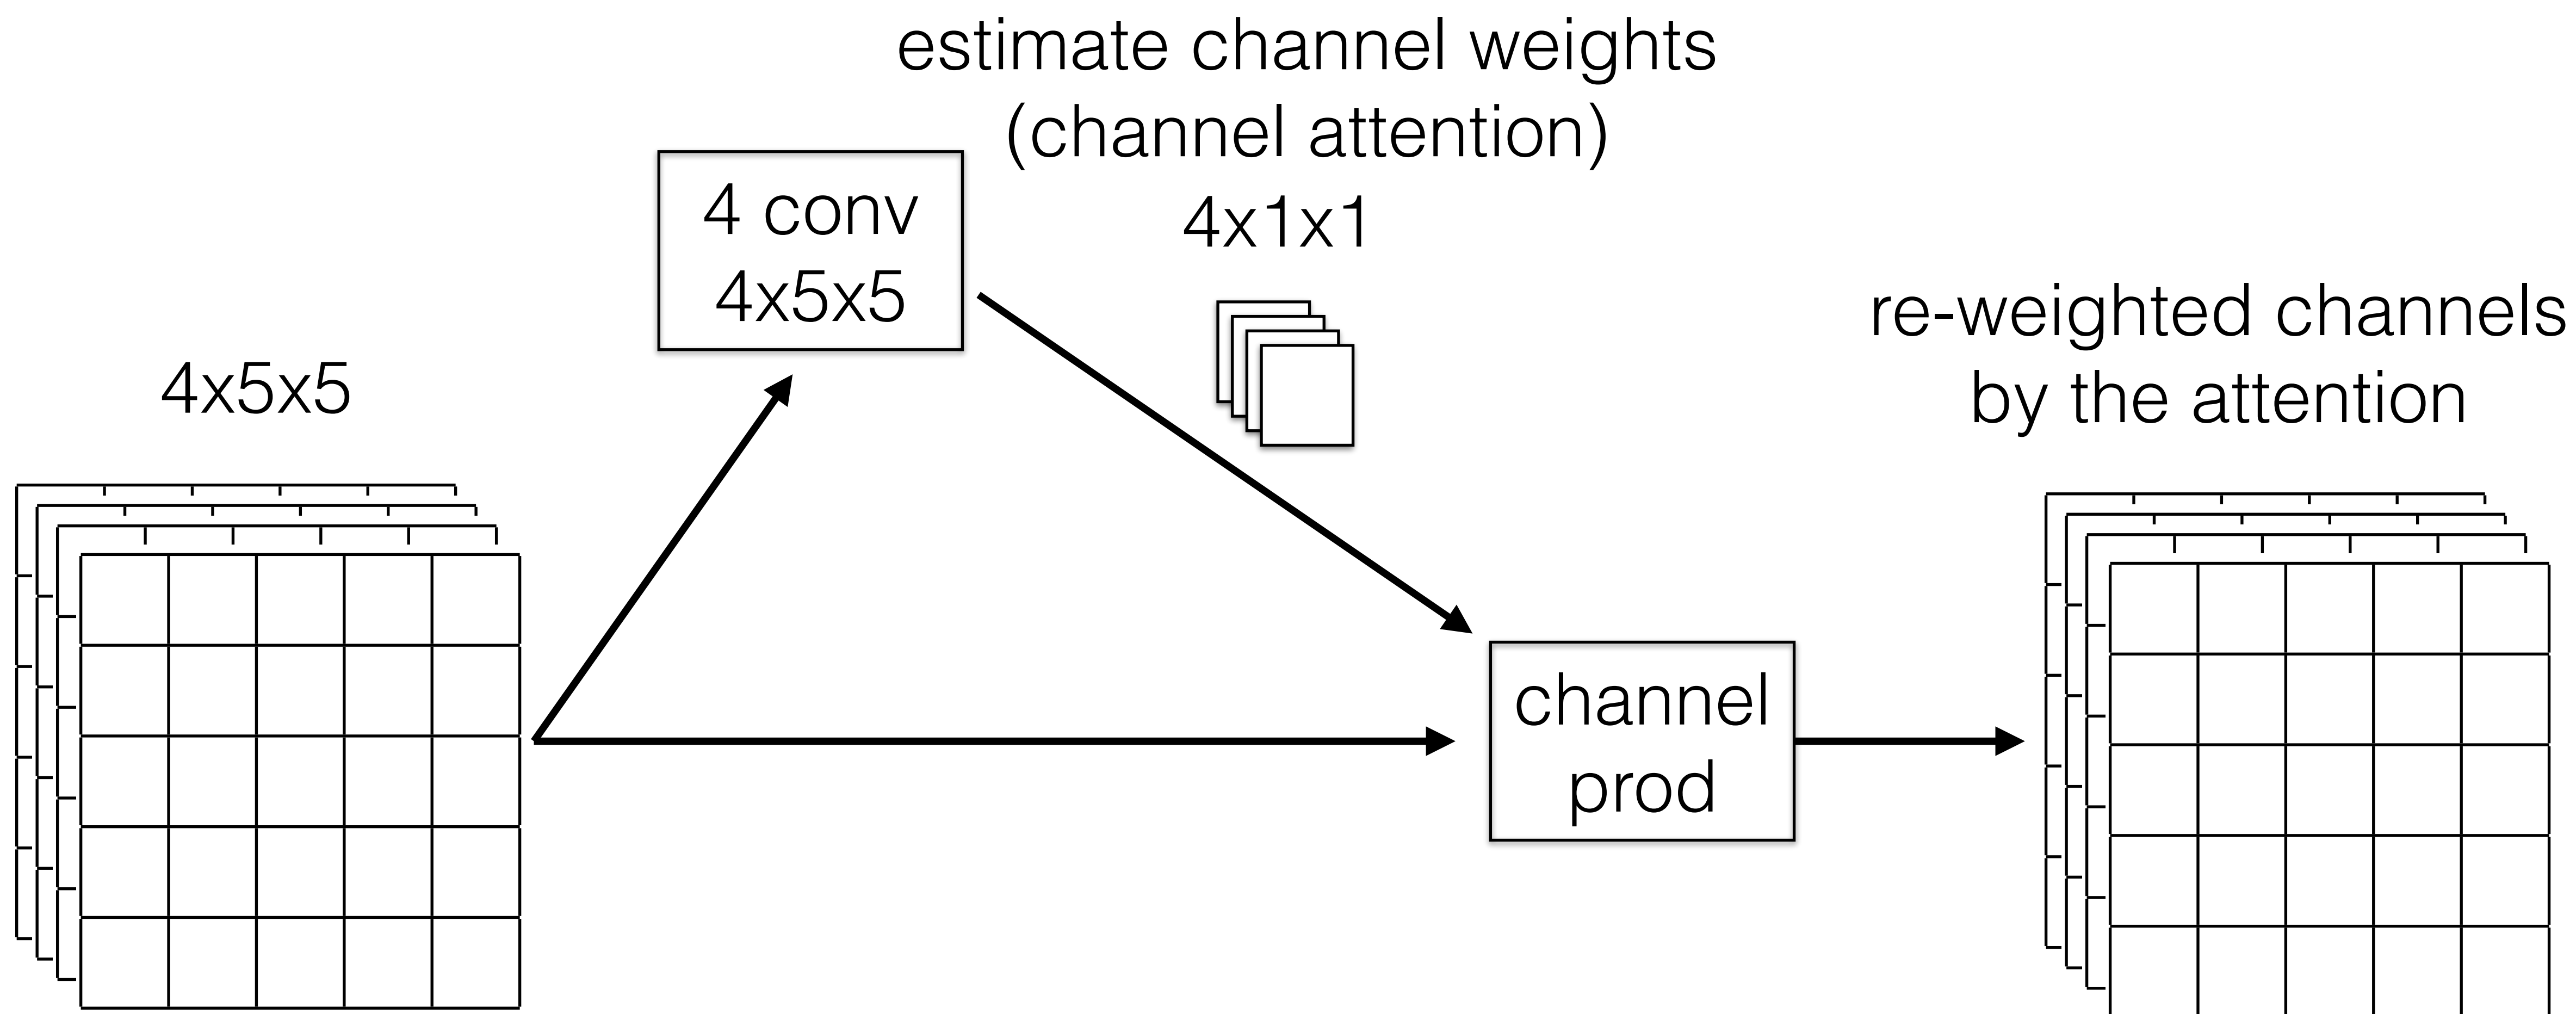 estimate channel weights
(channel attention)
4x1x1
4 conv
4x5x5
4x5x5
re-weighted channels
by the attention
channel
prod